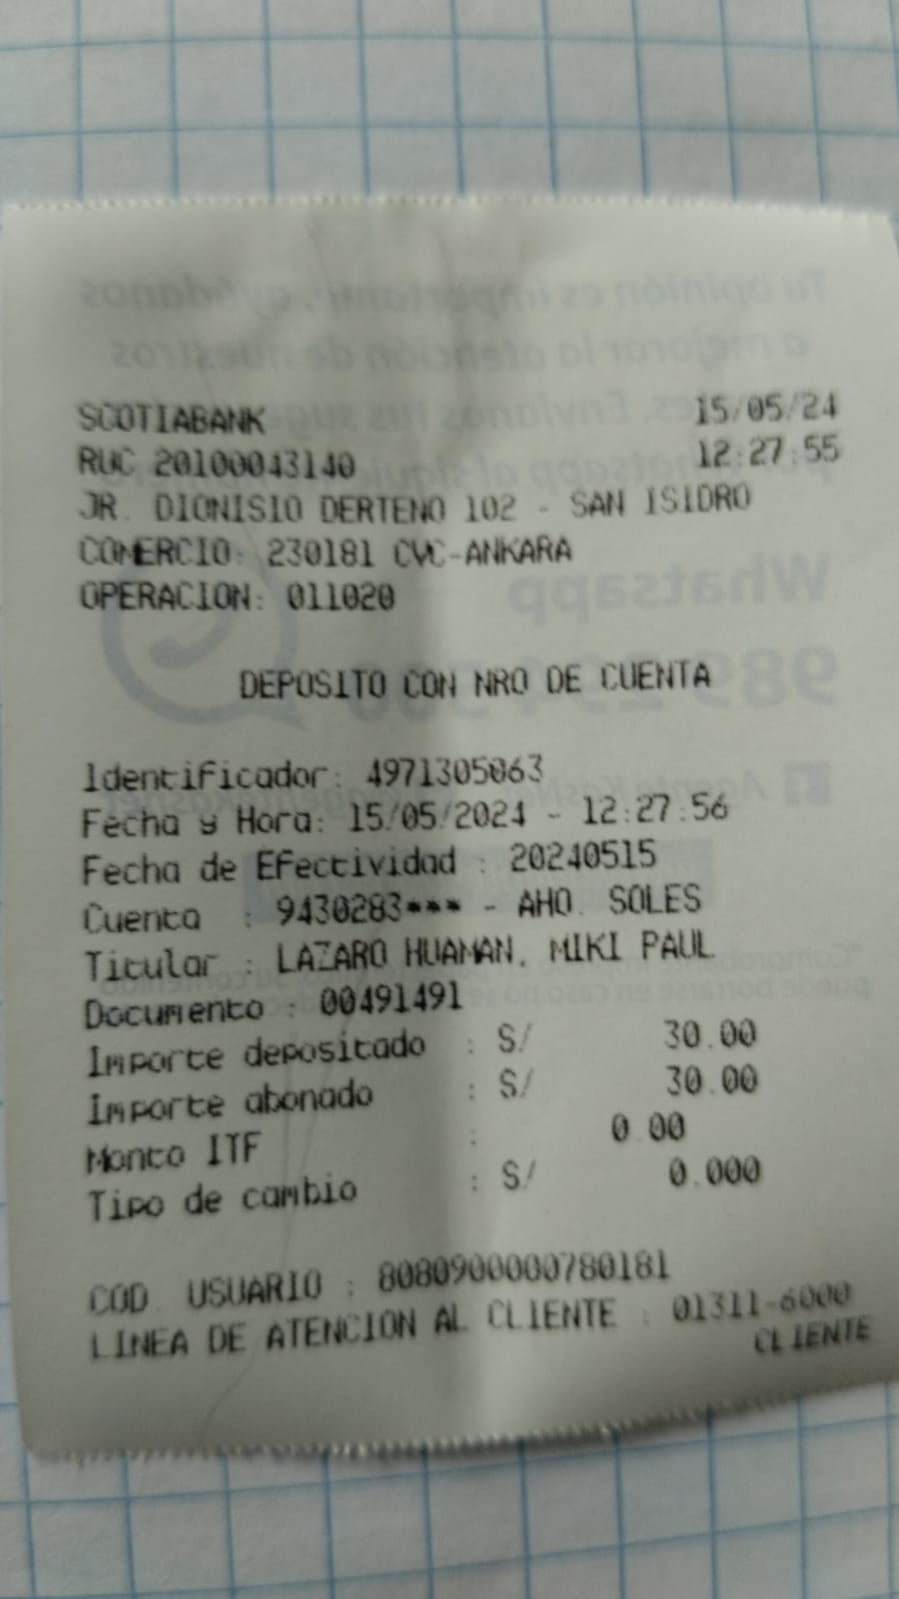 SCOTIABANK 15/05/24
RUC 20100043140 12:27:55
JR. DIONISIO DERTENO 102 - SAN ISIDRO
COMERCIO: 230181 CVC-ANKARA
OPERACION: 011020
DEPOSITO CON NRO DE CUENTA
Identificador: 4971305063
Fecha y Hora: 15/05/2024 - 12:27:56
Fecha de Efectividad : 20240515
Cuenta : 9430283*** - AHO. SOLES
Titular : LAZARO HUAMAN, MIKI PAUL
Documento : 00491491
Importe depositado : S/ 30.00
Importe abonado : S/ 30.00
Monto ITF : 0.00
Tipo de cambio : S/ 0.000
COD. USUARIO : 8080900000780181
LINEA DE ATENCION AL CLIENTE : 01311-6000
CLIENTE